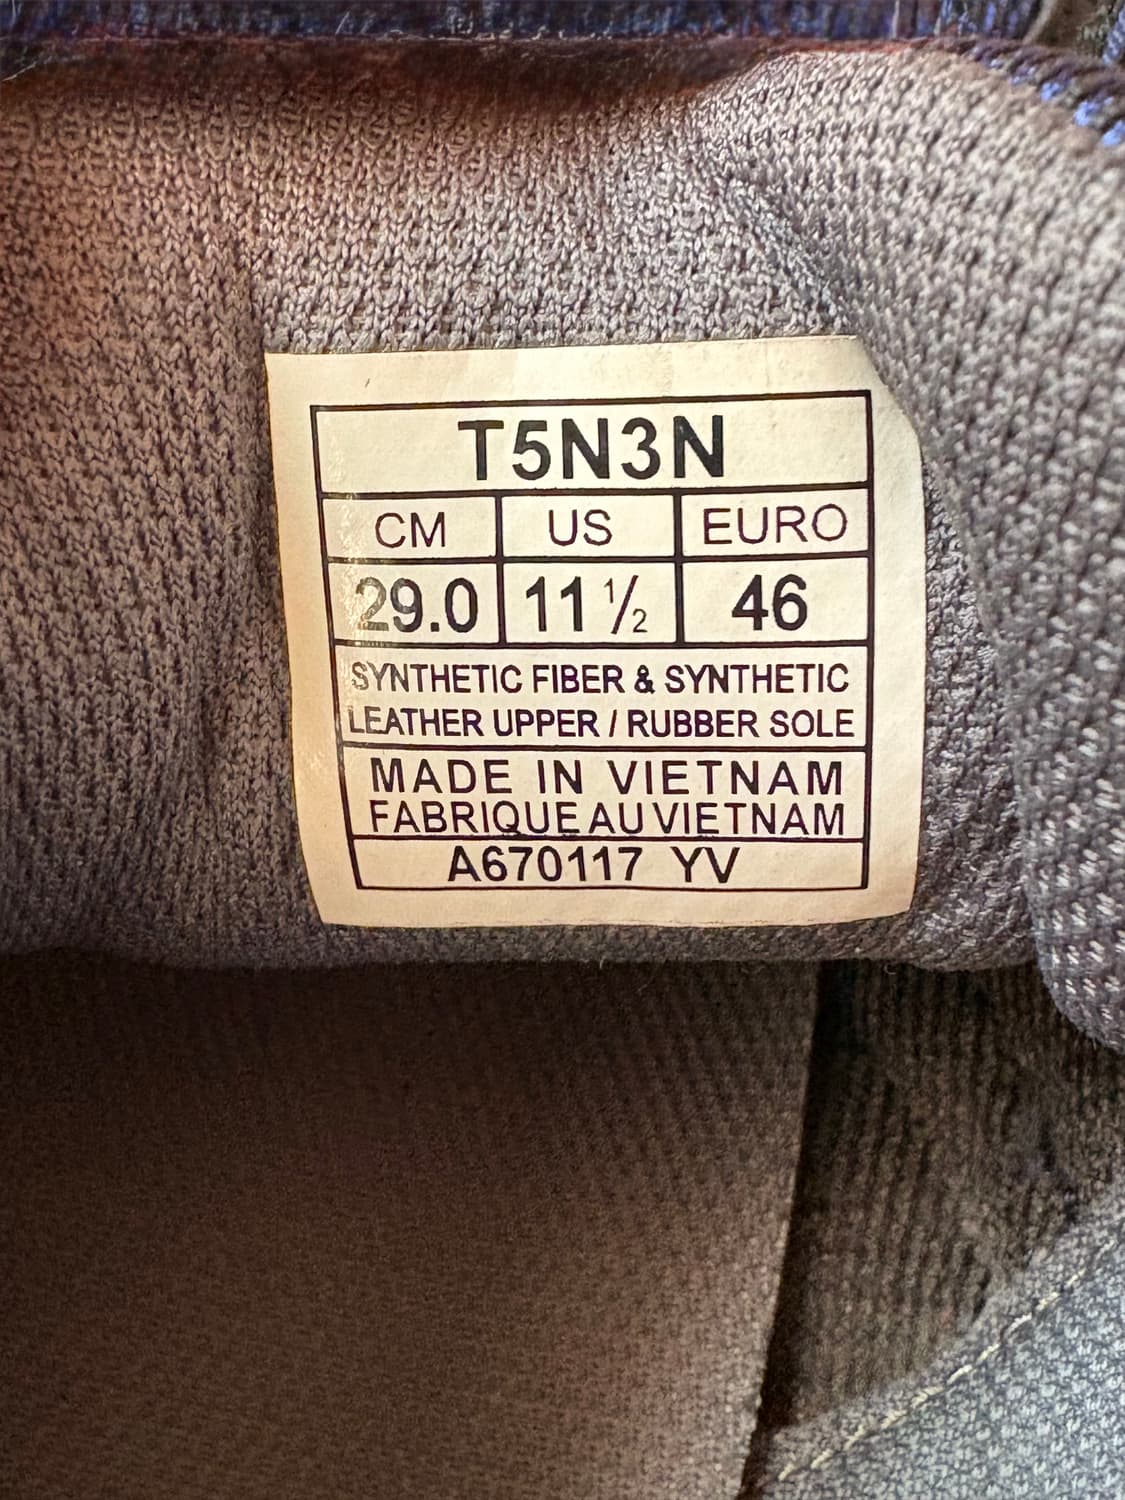 T5N3N
CM US EURO
29.0 11 1/2 46
SYNTHETIC FIBER & SYNTHETIC
LEATHER UPPER / RUBBER SOLE
MADE IN VIETNAM
FABRIQUE AU VIETNAM
A670117 YV